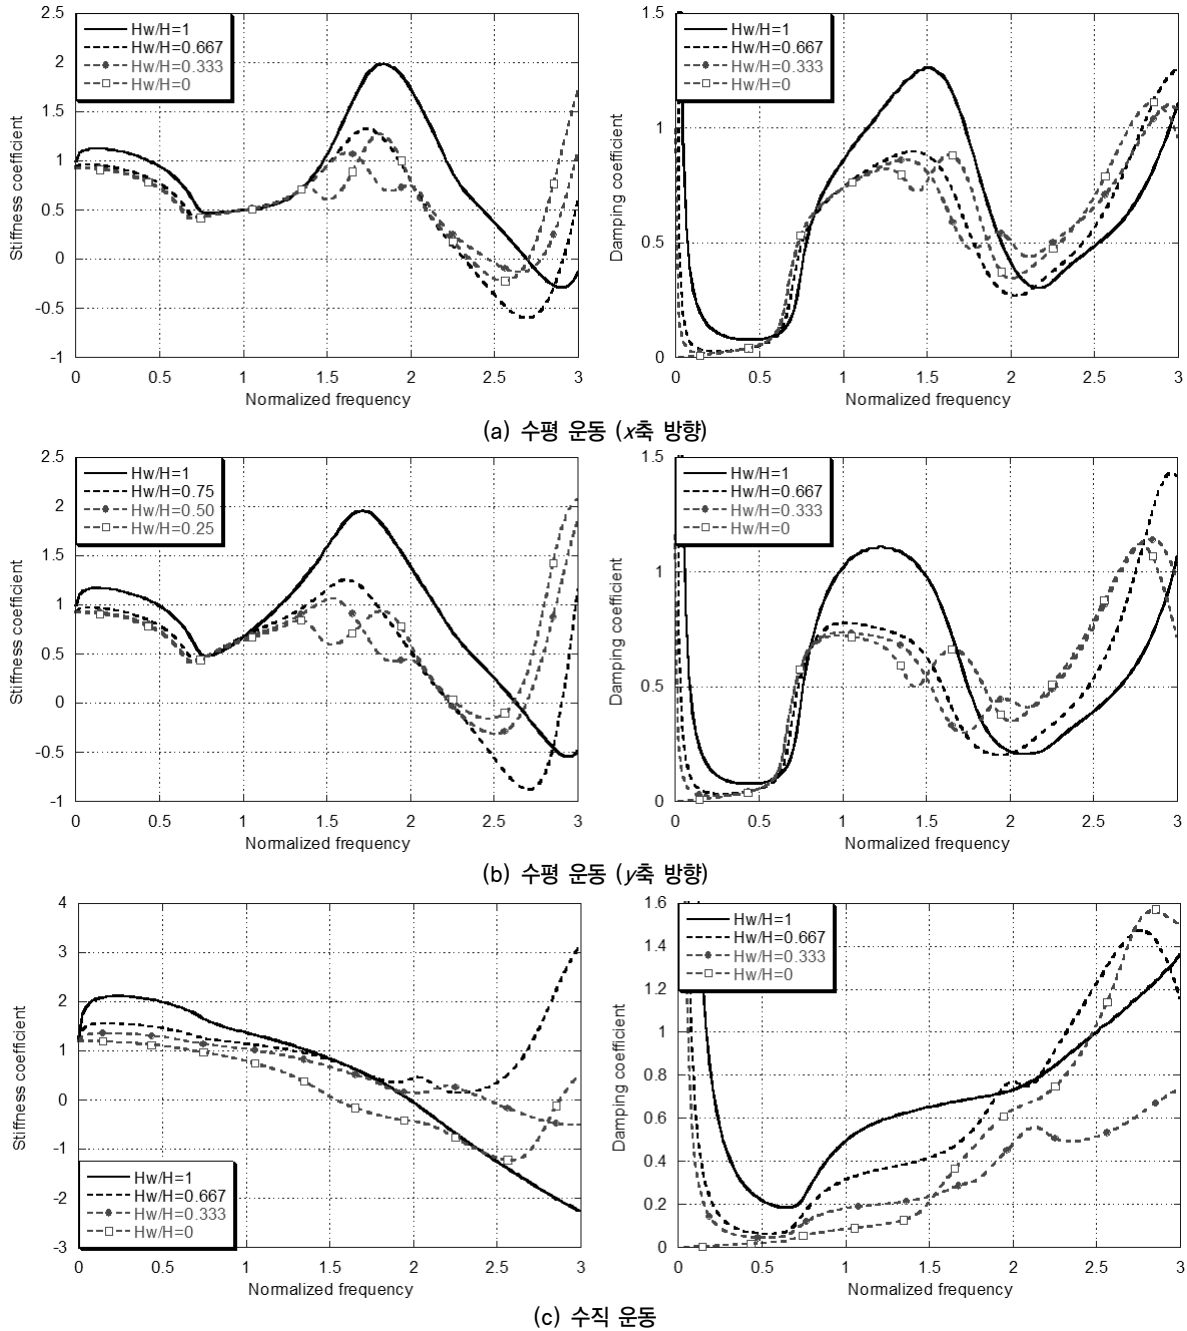 Stiffness coefficient
2.5
2
1.5
1
0.5
0
-0.5
-1
Hw/H=1
Hw/H=0.667
Hw/H=0.333
Hw/H=0
0 0.5 1 1.5 2 2.5 3
Normalized frequency
Damping coefficient
1.5
1
0.5
0
Hw/H=1
Hw/H=0.667
Hw/H=0.333
Hw/H=0
0 0.5 1 1.5 2 2.5 3
Normalized frequency
(a) 수평 운동 (x축 방향)
Stiffness coefficient
2.5
2
1.5
1
0.5
0
-0.5
-1
Hw/H=1
Hw/H=0.75
Hw/H=0.50
Hw/H=0.25
0 0.5 1 1.5 2 2.5 3
Normalized frequency
Damping coefficient
1.5
1
0.5
0
Hw/H=1
Hw/H=0.667
Hw/H=0.333
Hw/H=0
0 0.5 1 1.5 2 2.5 3
Normalized frequency
(b) 수평 운동 (y축 방향)
Stiffness coefficient
4
3
2
1
0
-1
-2
-3
Hw/H=1
Hw/H=0.667
Hw/H=0.333
Hw/H=0
0 0.5 1 1.5 2 2.5 3
Normalized frequency
Damping coefficient
1.6
1.4
1.2
1
0.8
0.6
0.4
0.2
0
Hw/H=1
Hw/H=0.667
Hw/H=0.333
Hw/H=0
0 0.5 1 1.5 2 2.5 3
Normalized frequency
(c) 수직 운동